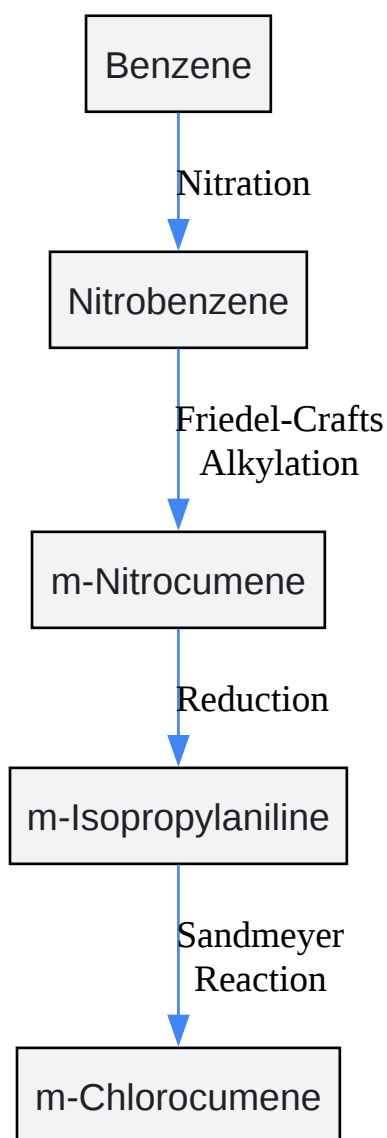 Benzene
Nitration
Nitrobenzene
Friedel-Crafts
Alkylation
m-Nitrocumene
Reduction
m-Isopropylaniline
Sandmeyer
Reaction
m-Chlorocumene